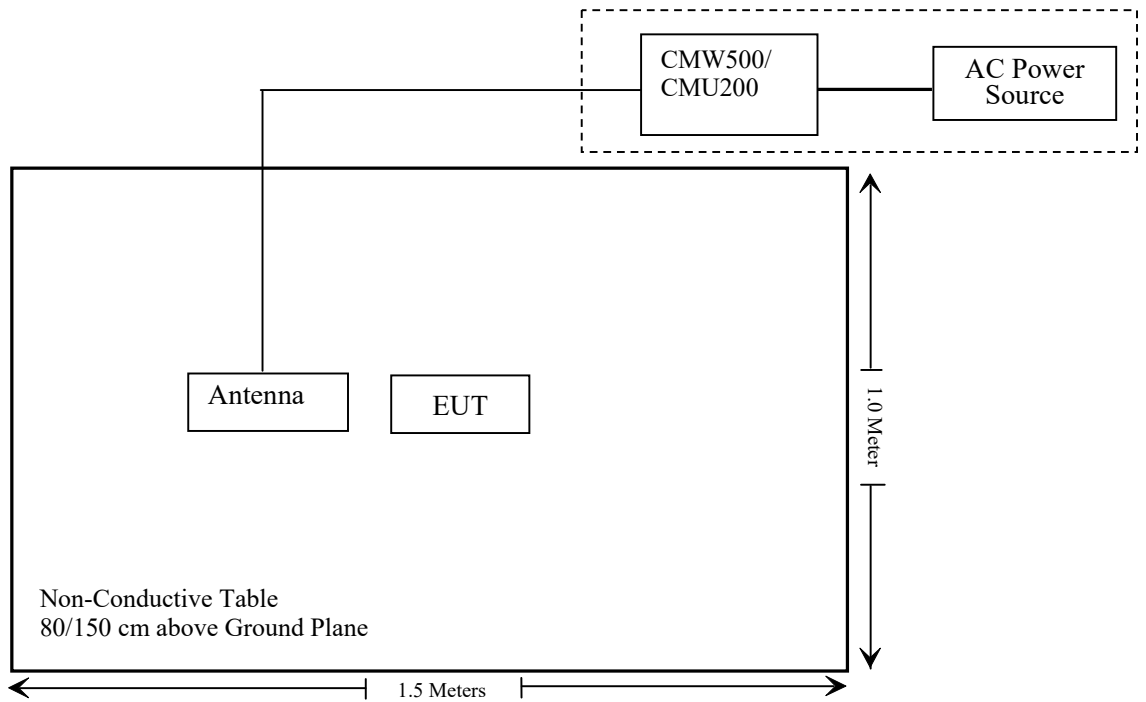 CMW500/
CMU200
AC Power
Source
Antenna
EUT
1.0 Meter
Non-Conductive Table
80/150 cm above Ground Plane
1.5 Meters